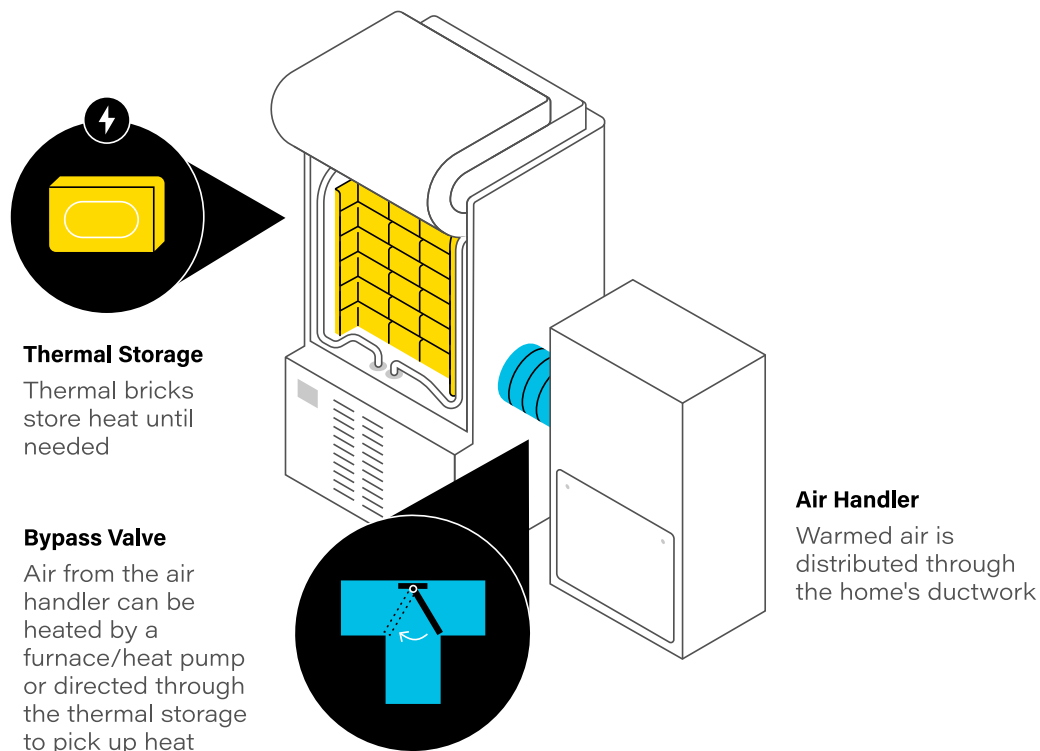 Thermal Storage
Thermal bricks
store heat until
needed
Bypass Valve
Air from the air
handler can be
heated by a
furnace/heat pump
or directed through
the thermal storage
to pick up heat
Air Handler
Warmed air is
distributed through
the home's ductwork